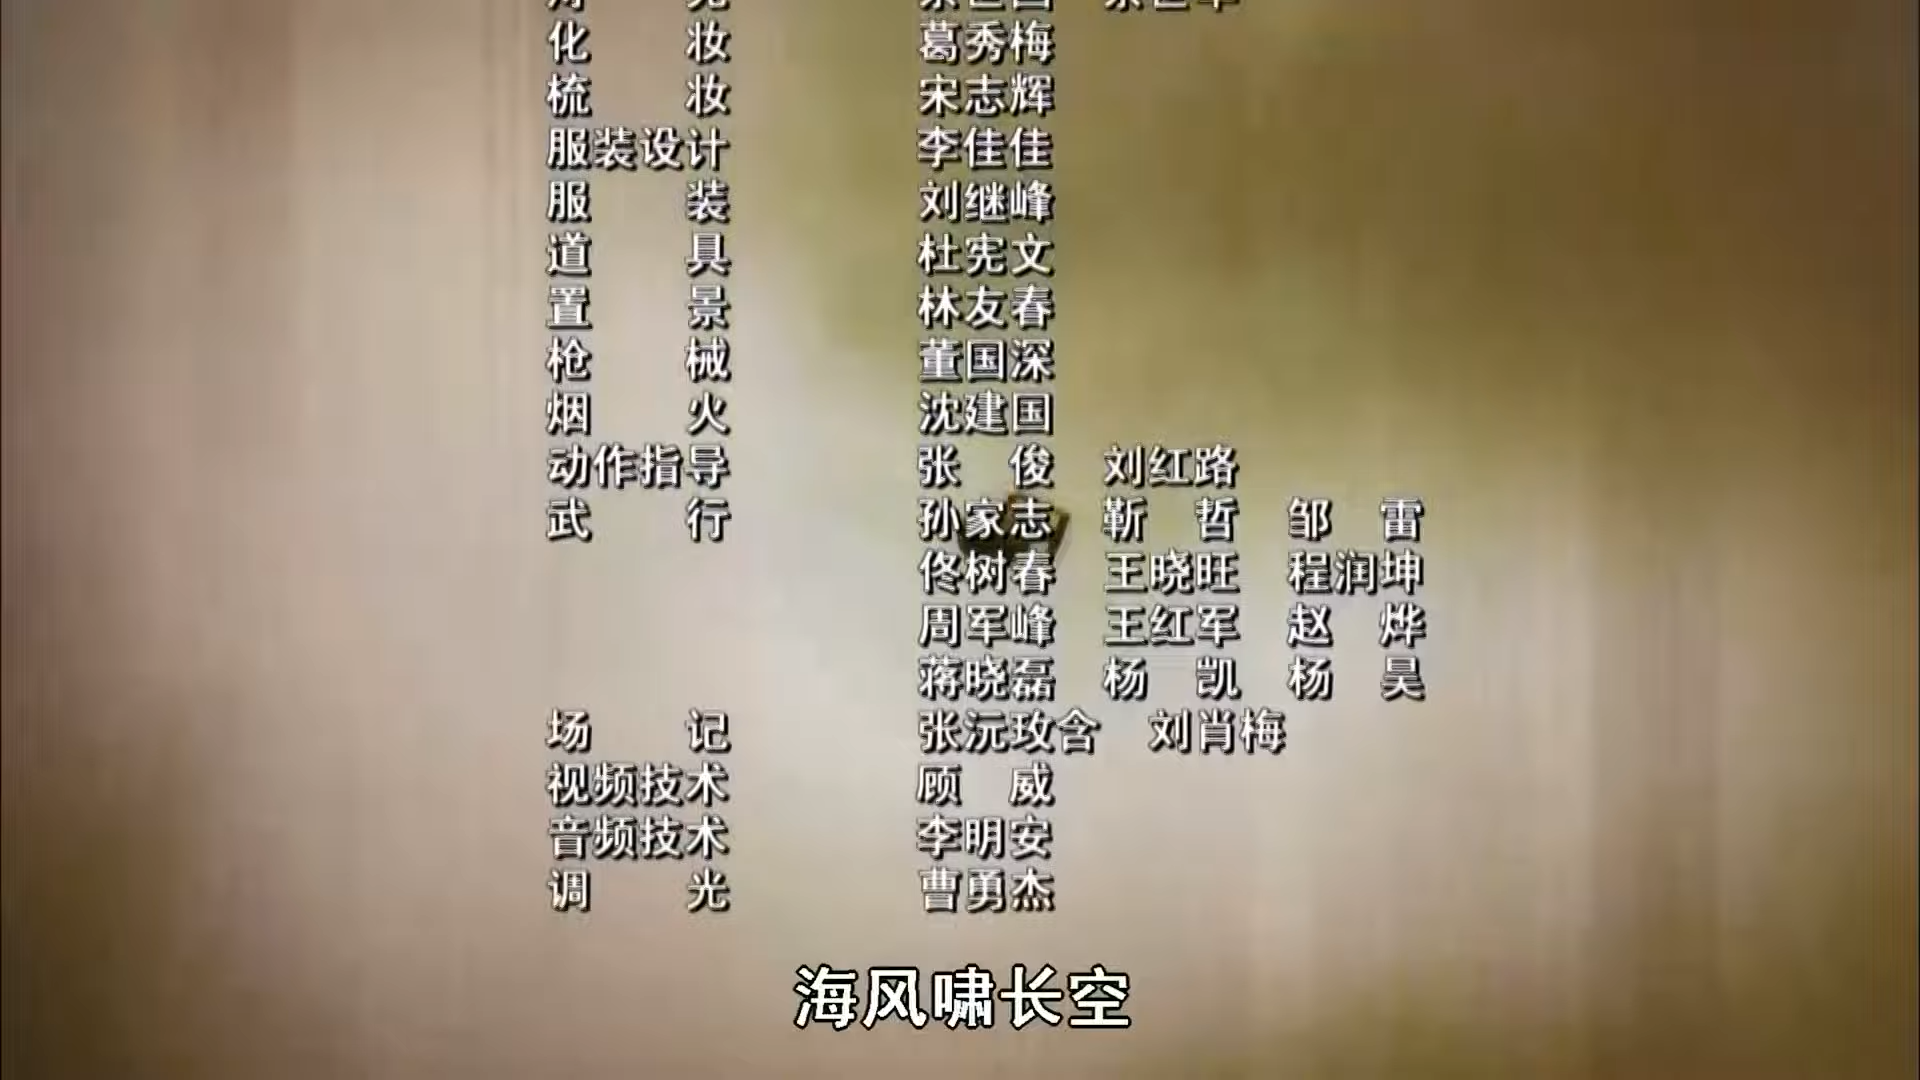 化妆 葛秀梅
梳妆 宋志辉
服装设计 李佳佳
服装 刘继峰
道具 杜宪文
置景 林友春
枪械 董国深
烟火 沈建国
动作指导 张俊 刘红路
武行 孙家志 靳哲 邹雷
佟树春 王晓旺 程润坤
周军峰 王红军 赵烨
蒋晓磊 杨凯 杨昊
场记 张沅玫含 刘肖梅
视频技术 顾威
音频技术 李明安
调光 曹勇杰
海风啸长空